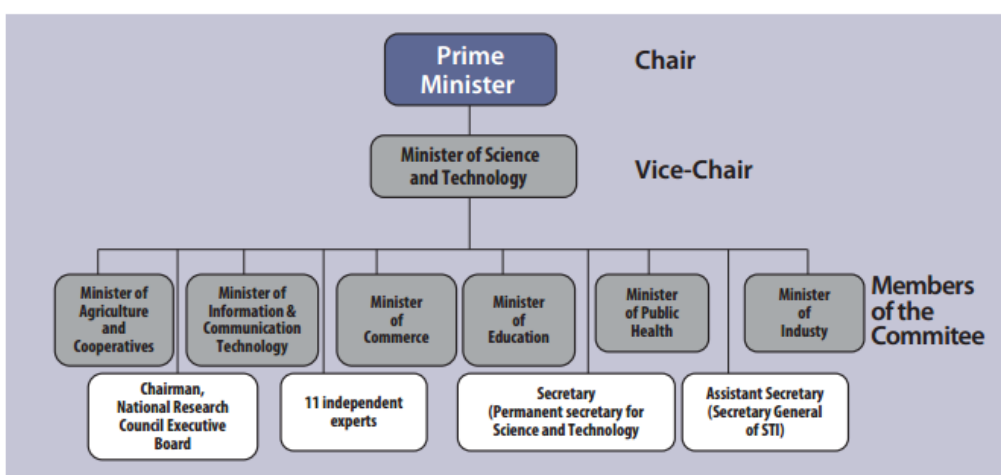 Prime
Minister
Chair
Minister of Science
and Technology
Vice-Chair
Minister of
Agriculture
and
Cooperatives
Minister of
Information &
Communication
Technology
Minister
of
Commerce
Minister
of
Education
Minister
of Public
Health
Minister
of
Industy
Members
of the
Commitee
Chairman,
National Research
Council Executive
Board
11 independent
experts
Secretary
(Permanent secretary for
Science and Technology
Assistant Secretary
(Secretary General
of STI)